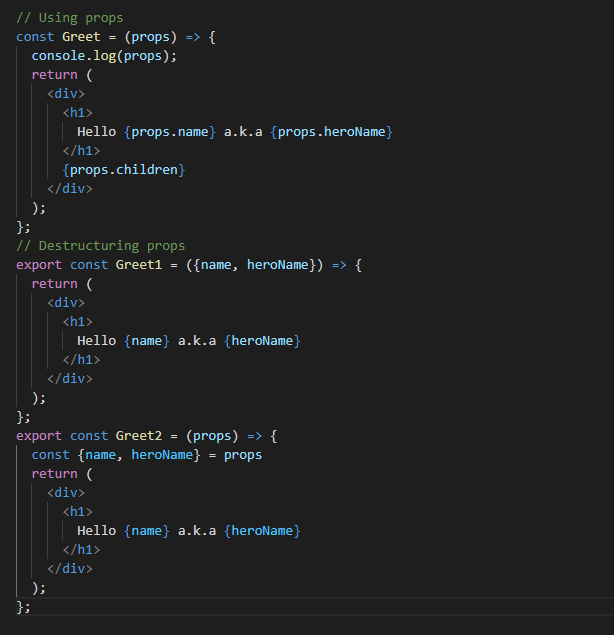 // Using props
const Greet = (props) => {
  console.log(props);
  return (
    <div>
      <h1>
        Hello {props.name} a.k.a {props.heroName}
      </h1>
      {props.children}
    </div>
  );
};
// Destructuring props
export const Greet1 = ({name, heroName}) => {
  return (
    <div>
      <h1>
        Hello {name} a.k.a {heroName}
      </h1>
    </div>
  );
};
export const Greet2 = (props) => {
  const {name, heroName} = props
  return (
    <div>
      <h1>
        Hello {name} a.k.a {heroName}
      </h1>
    </div>
  );
};